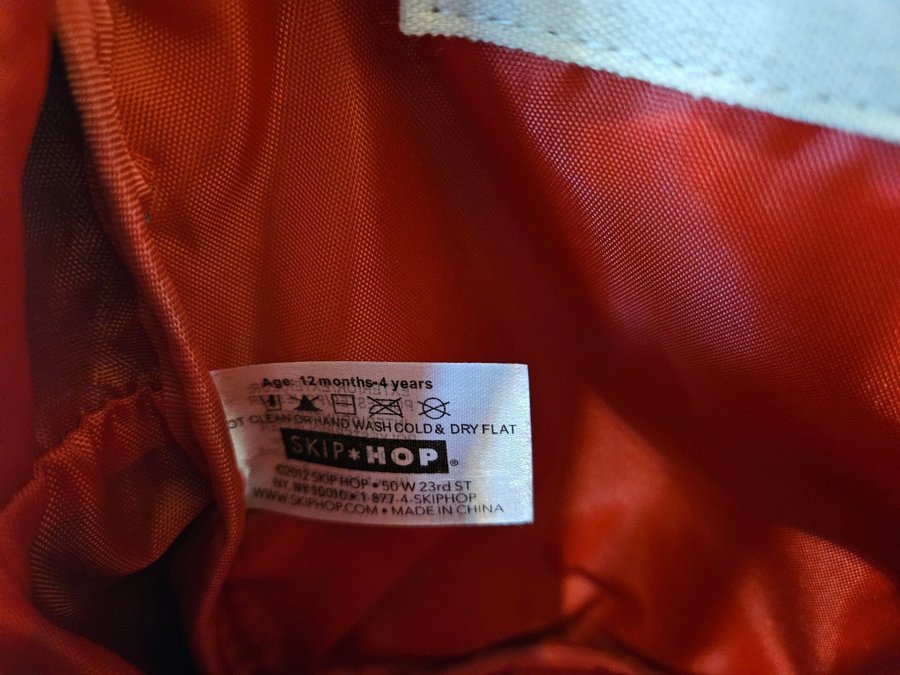 Age: 12 months-4 years
OT CLEAN OR HAND WASH COLD & DRY FLAT
SKIP*HOP®
©2012 SKIP HOP • 50 W 23rd ST
NY NY 10010 • 1-877-4-SKIPHOP
WWW.SKIPHOP.COM • MADE IN CHINA